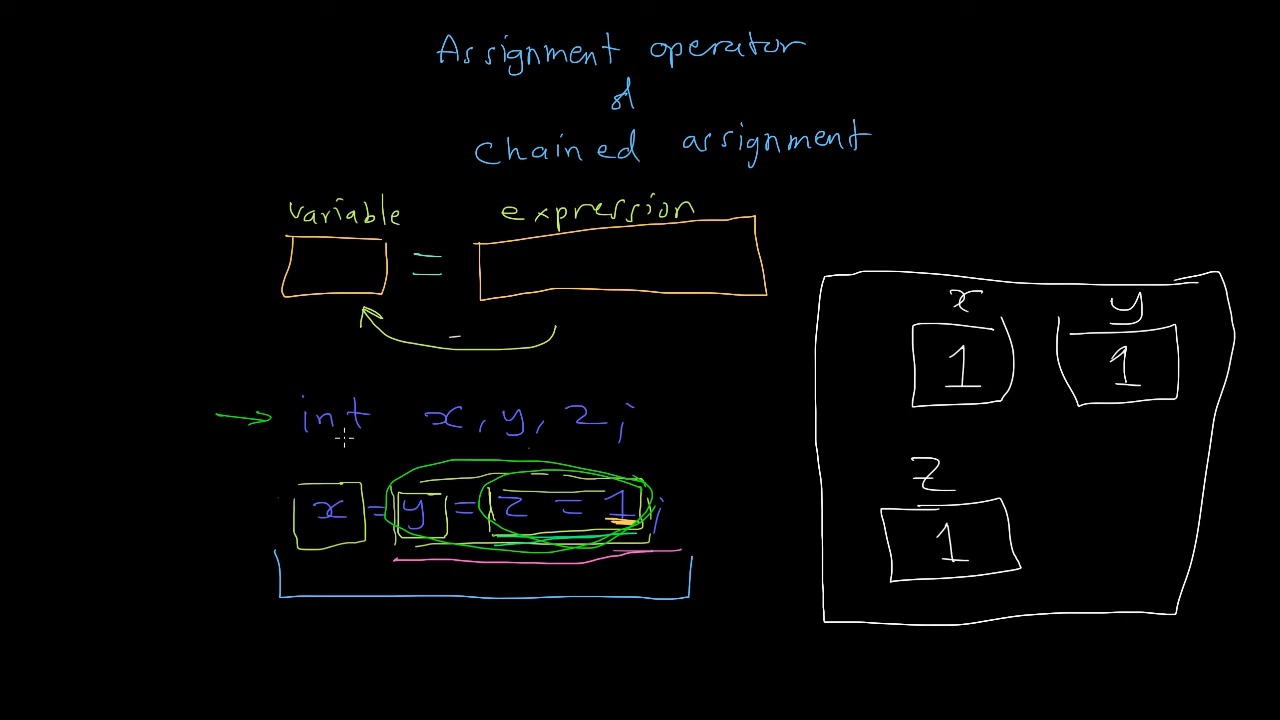 Assignment operator
&
chained assignment
variable expression
=
int x, y, z;
x = y = z = 1;
x y
1 1
z
1